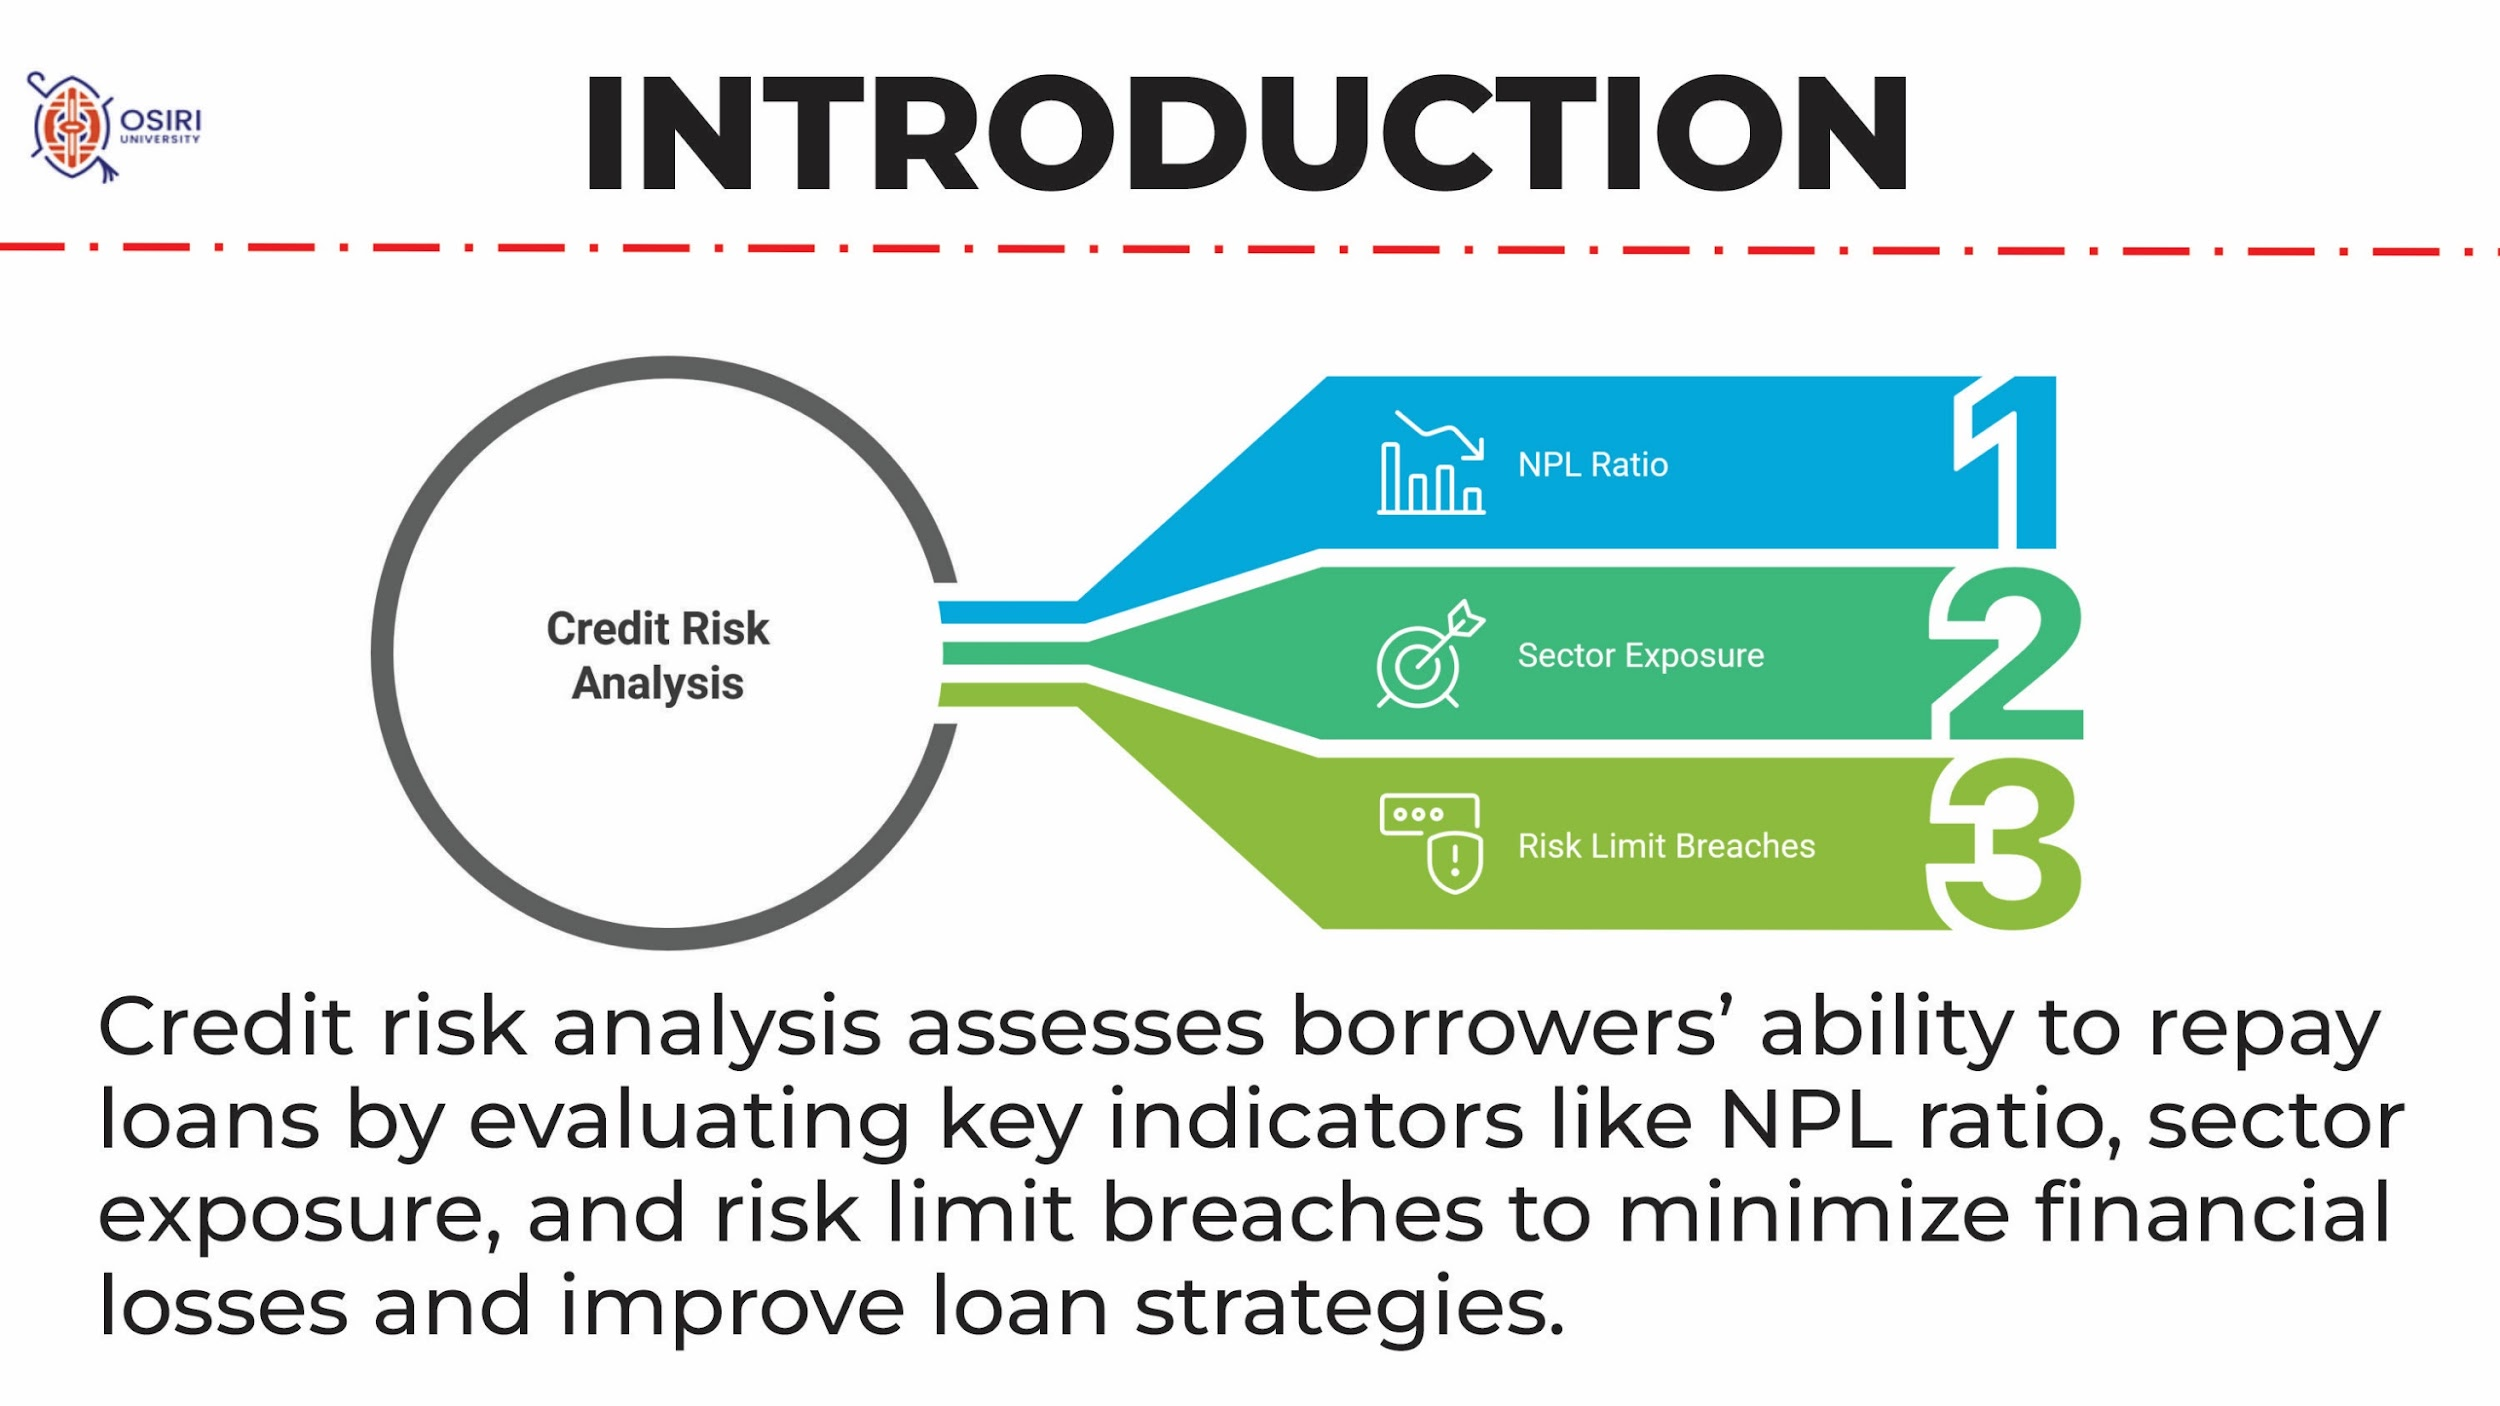 OSIRI
UNIVERSITY
INTRODUCTION
Credit Risk
Analysis
NPL Ratio
1
Sector Exposure
2
Risk Limit Breaches
3
Credit risk analysis assesses borrowers’ ability to repay
loans by evaluating key indicators like NPL ratio, sector
exposure, and risk limit breaches to minimize financial
losses and improve loan strategies.